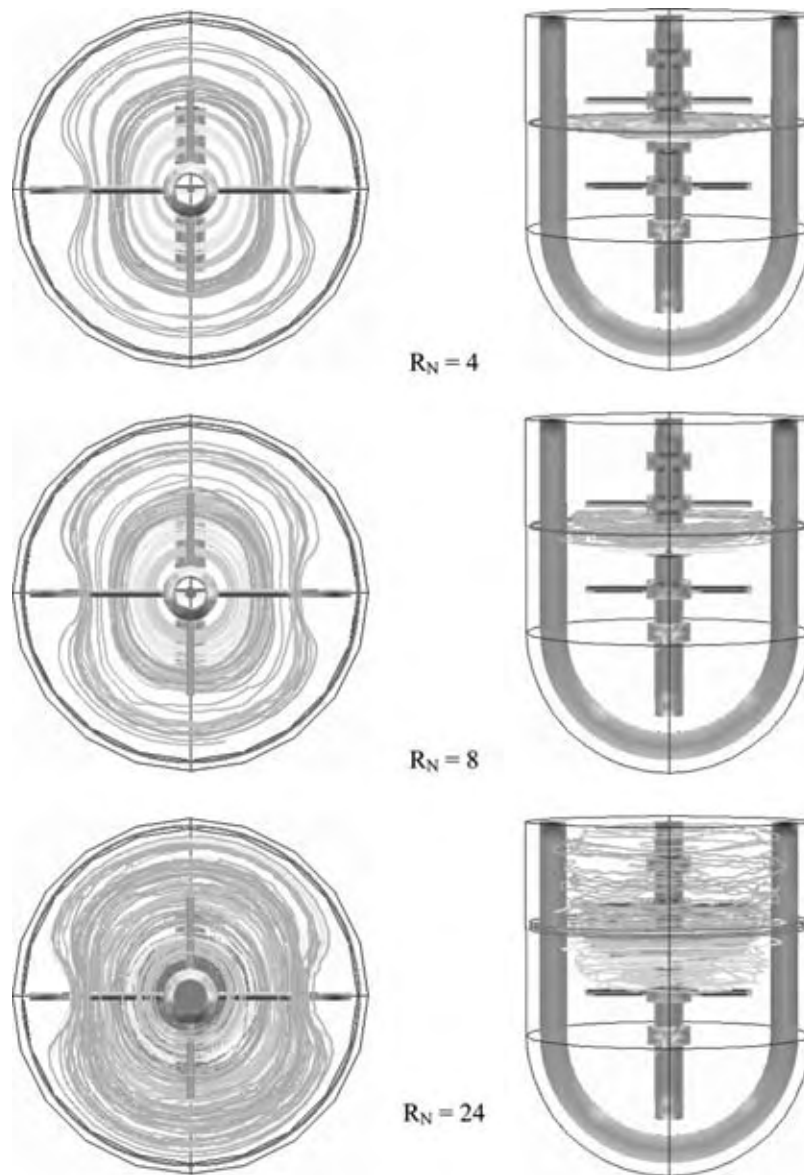 R_N = 4
R_N = 8
R_N = 24